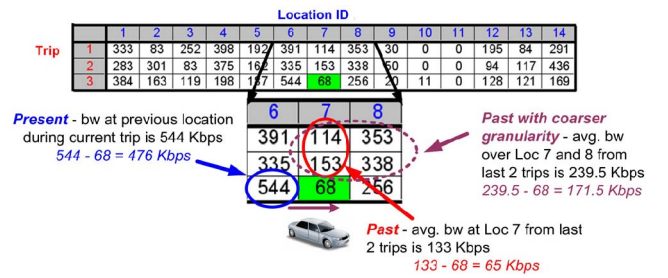 Location ID
1 2 3 4 5 6 7 8 9 10 11 12 13 14
Trip 1 333 83 252 398 192 391 114 353 30 0 0 195 84 291
2 283 301 83 375 162 335 153 338 50 0 0 94 117 436
3 384 163 119 198 137 544 68 256 20 11 0 128 121 169
6 7 8
391 114 353
335 153 338
544 68 256
Present - bw at previous location
during current trip is 544 Kbps
544 - 68 = 476 Kbps
Past with coarser
granularity - avg. bw
over Loc 7 and 8 from
last 2 trips is 239.5 Kbps
239.5 - 68 = 171.5 Kbps
Past - avg. bw at Loc 7 from last
2 trips is 133 Kbps
133 - 68 = 65 Kbps